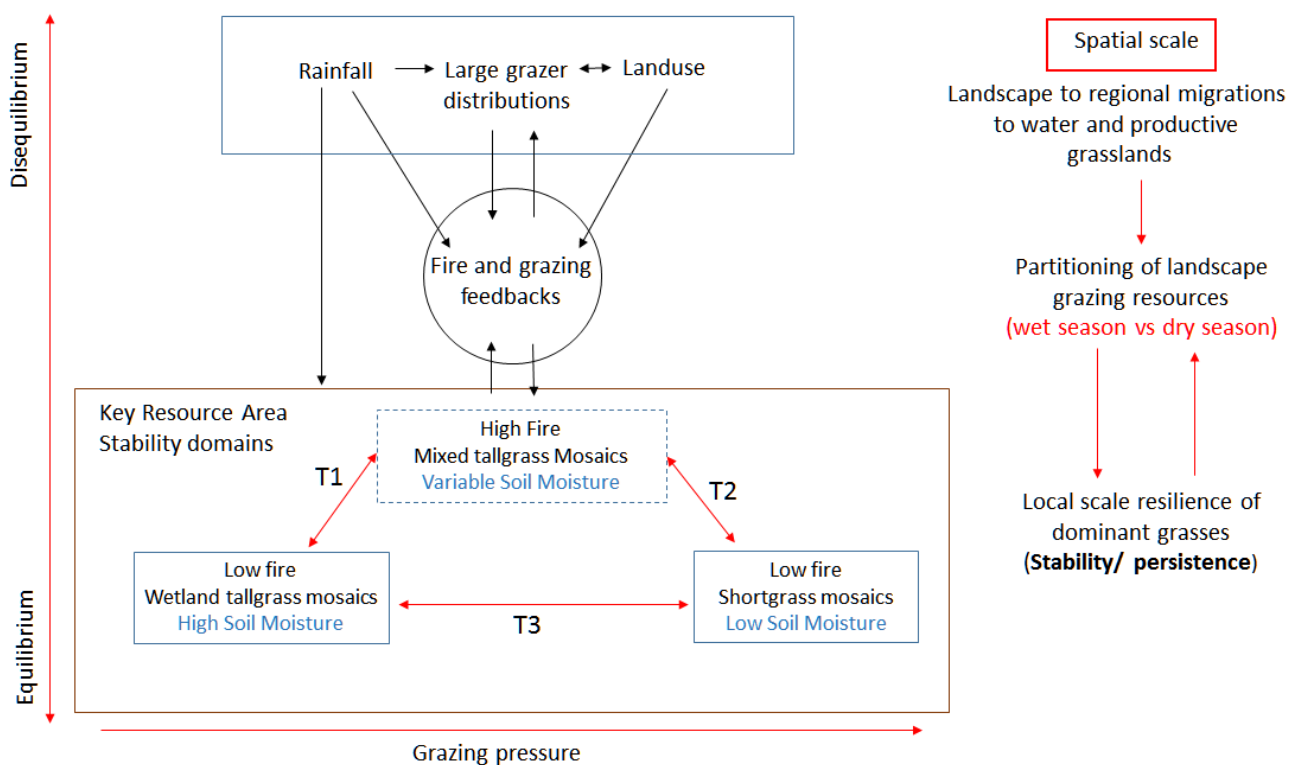 Disequilibrium
Equilibrium
Rainfall
Large grazer
distributions
Landuse
Fire and grazing
feedbacks
Key Resource Area
Stability domains
High Fire
Mixed tallgrass Mosaics
Variable Soil Moisture
T1
T2
Low fire
Wetland tallgrass mosaics
High Soil Moisture
T3
Low fire
Shortgrass mosaics
Low Soil Moisture
Grazing pressure
Spatial scale
Landscape to regional migrations
to water and productive
grasslands
Partitioning of landscape
grazing resources
(wet season vs dry season)
Local scale resilience of
dominant grasses
(Stability/ persistence)